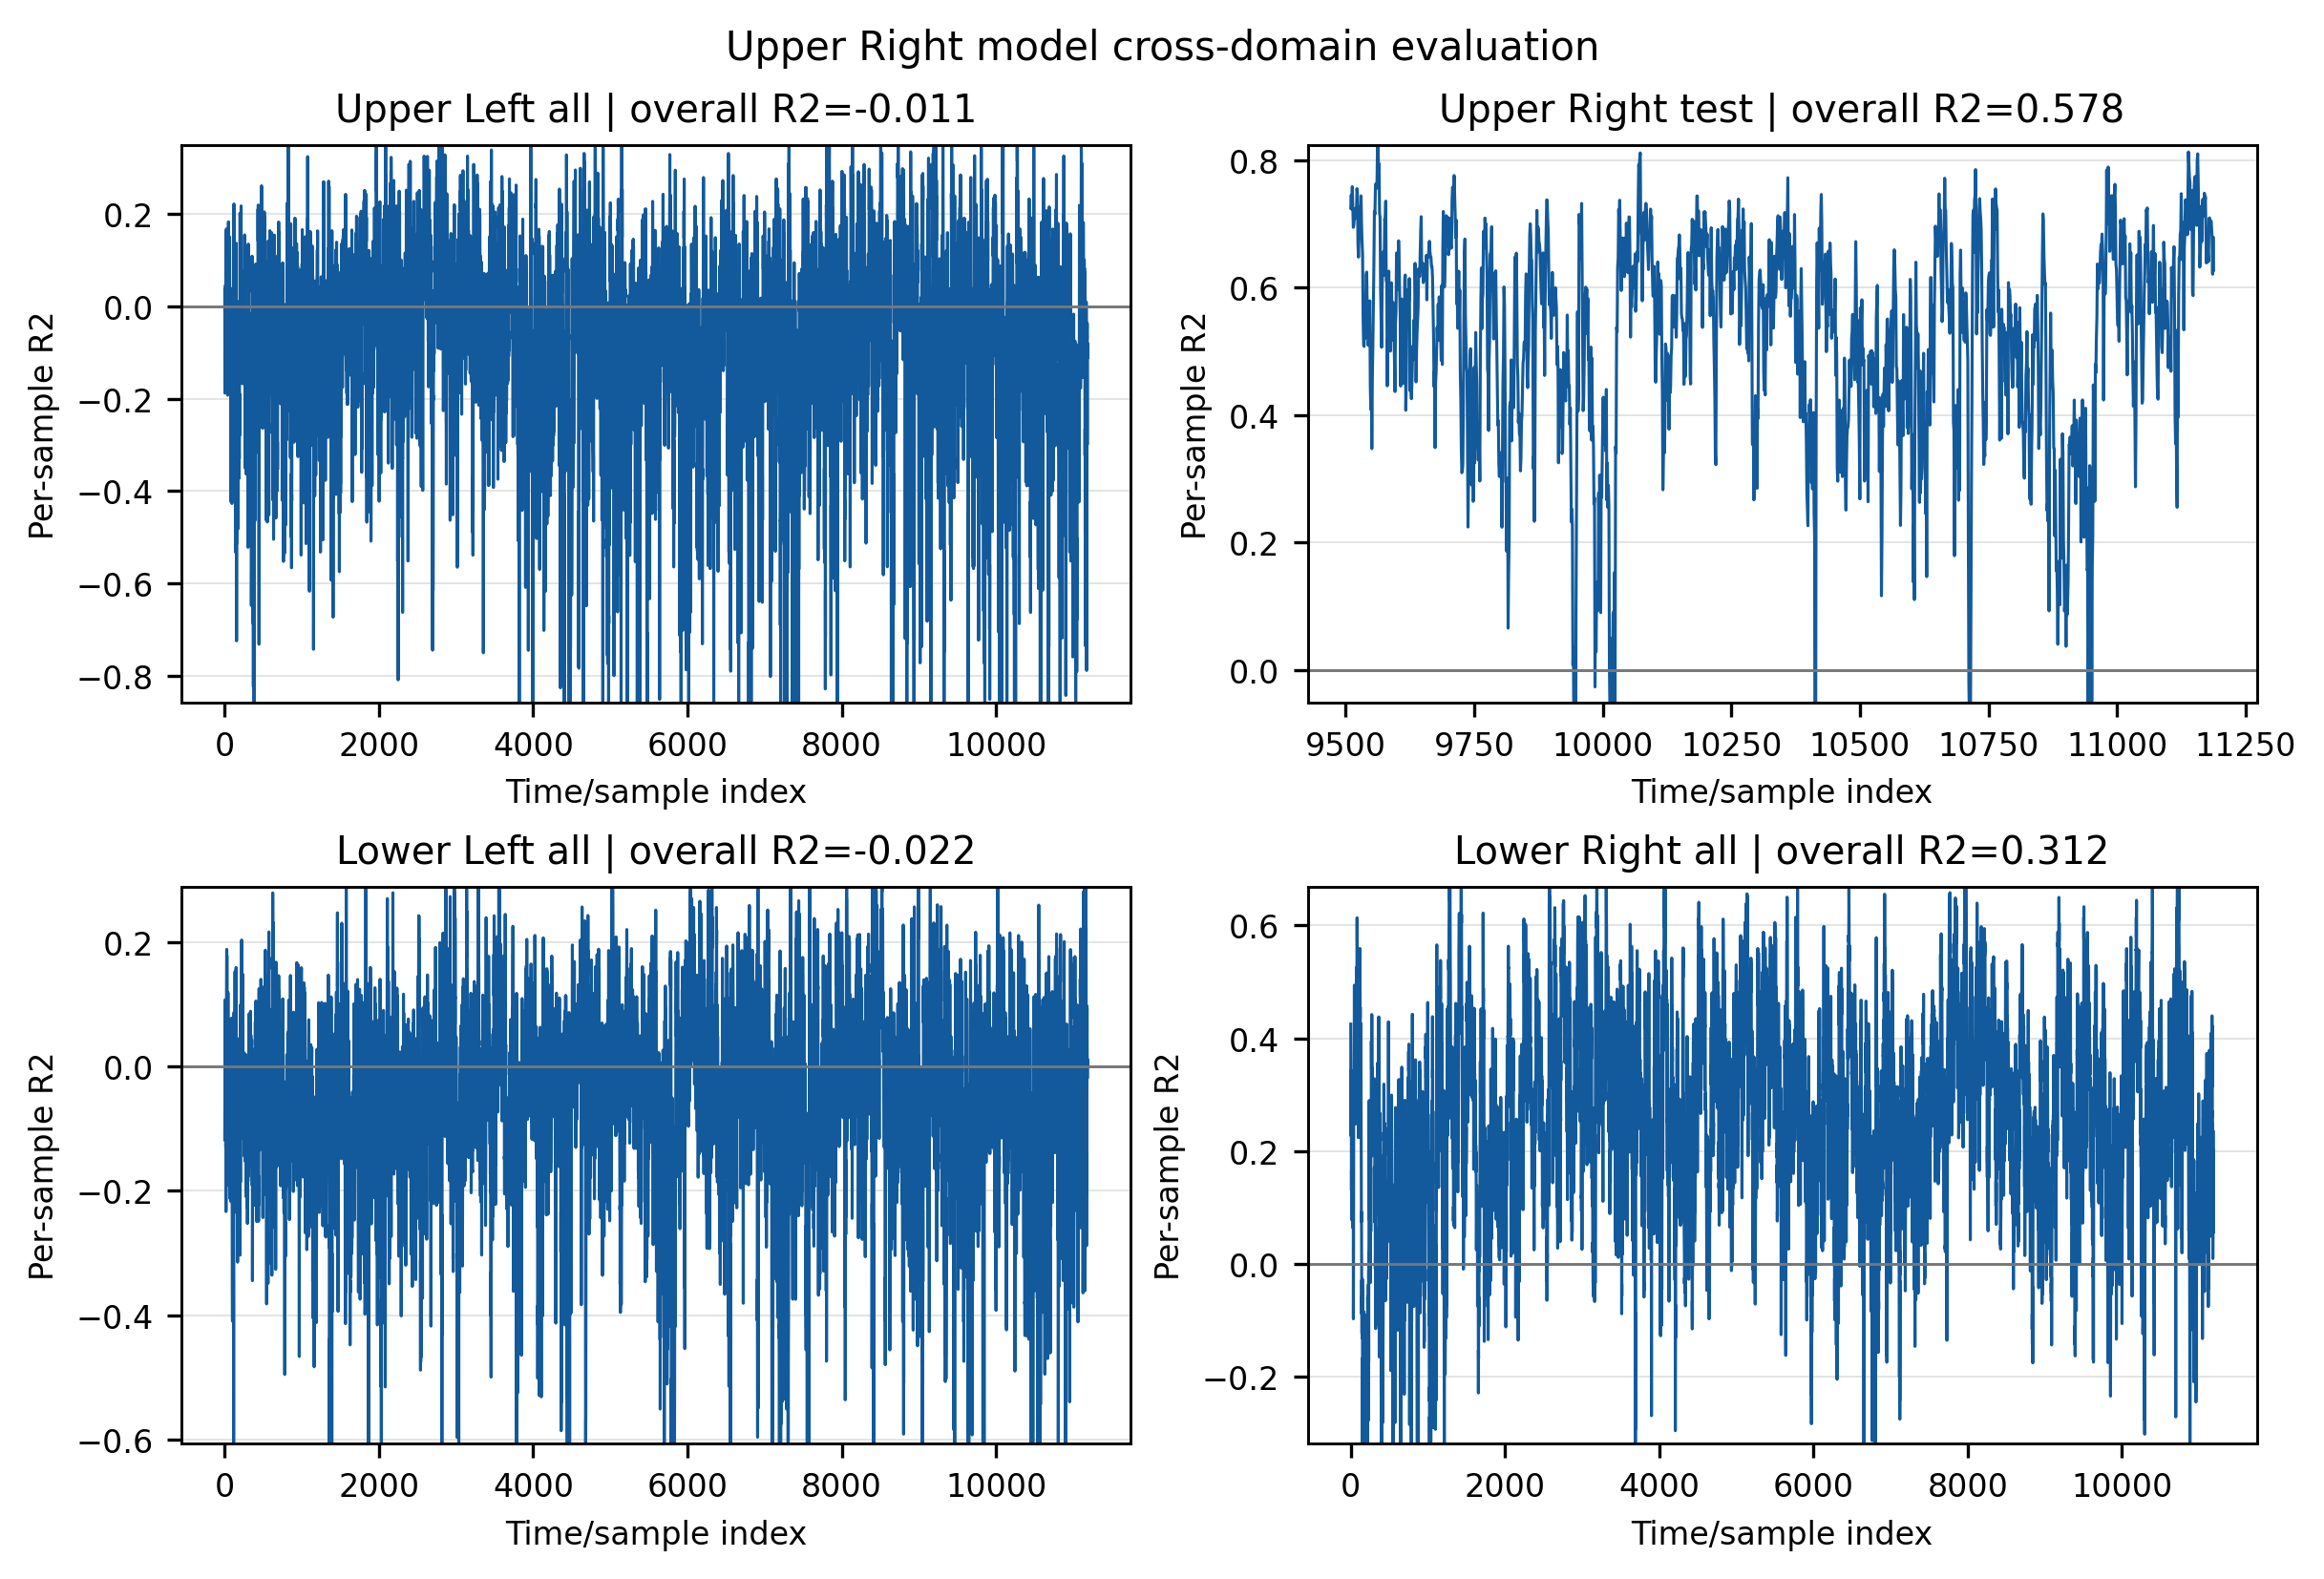 Upper Right model cross-domain evaluation
Upper Left all | overall R2=-0.011
Per-sample R2
0.2
0.0
−0.2
−0.4
−0.6
−0.8
0 2000 4000 6000 8000 10000
Time/sample index
Upper Right test | overall R2=0.578
Per-sample R2
0.8
0.6
0.4
0.2
0.0
9500 9750 10000 10250 10500 10750 11000 11250
Time/sample index
Lower Left all | overall R2=-0.022
Per-sample R2
0.2
0.0
−0.2
−0.4
−0.6
0 2000 4000 6000 8000 10000
Time/sample index
Lower Right all | overall R2=0.312
Per-sample R2
0.6
0.4
0.2
0.0
−0.2
0 2000 4000 6000 8000 10000
Time/sample index